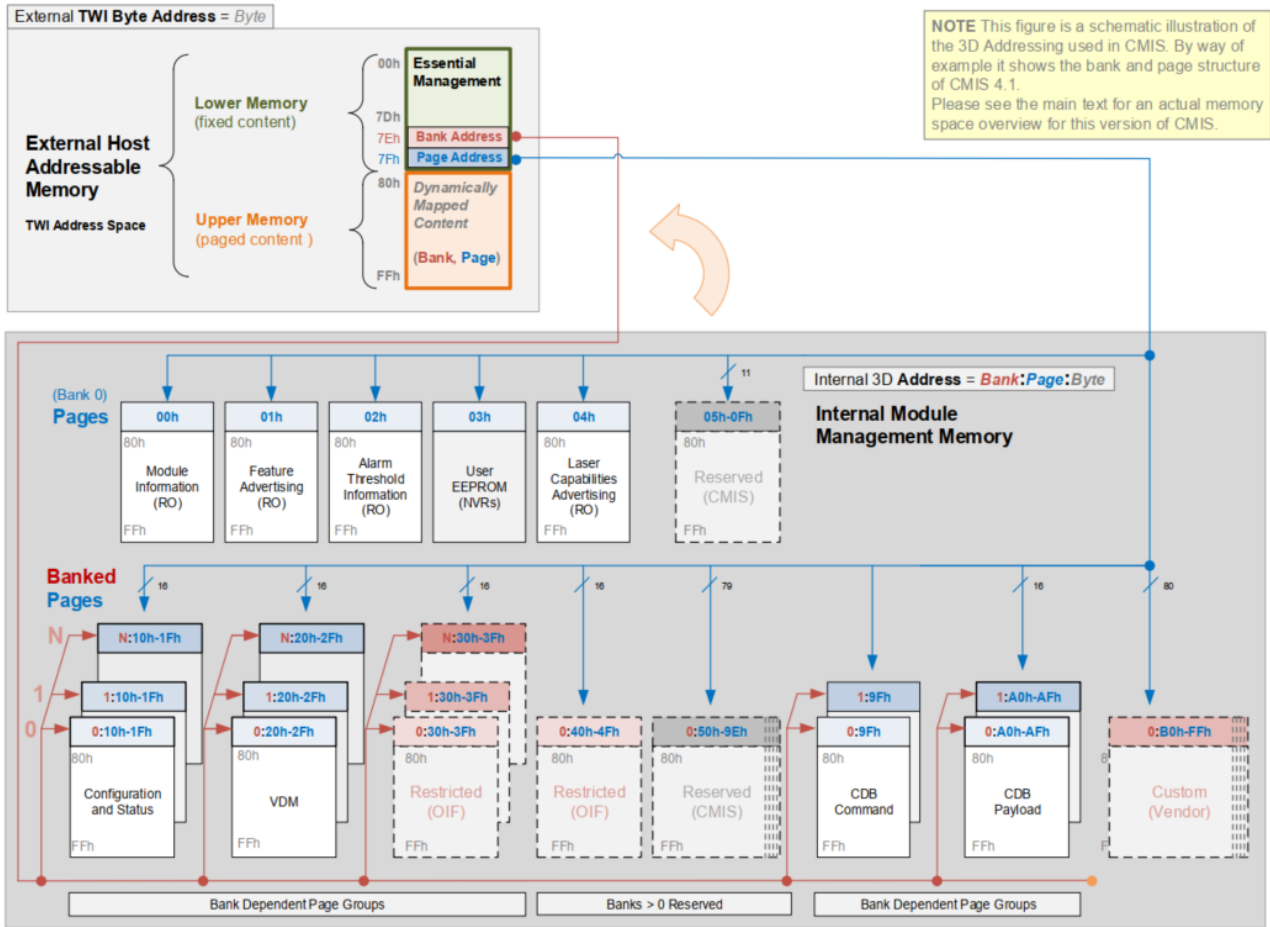 External TWI Byte Address = Byte
NOTE This figure is a schematic illustration of
the 3D Addressing used in CMIS. By way of
example it shows the bank and page structure
of CMIS 4.1.
Please see the main text for an actual memory
space overview for this version of CMIS.
External Host
Addressable
Memory
TWI Address Space
Lower Memory
(fixed content)
Upper Memory
(paged content )
00h
7Dh
7Eh
7Fh
80h
FFh
Essential
Management
Bank Address
Page Address
Dynamically
Mapped
Content
(Bank, Page)
Internal 3D Address = Bank:Page:Byte
Internal Module
Management Memory
(Bank 0)
Pages
11
00h
80h
Module
Information
(RO)
FFh
01h
80h
Feature
Advertising
(RO)
FFh
02h
80h
Alarm
Threshold
Information
(RO)
FFh
03h
User
EEPROM
(NVRs)
04h
80h
Laser
Capabilities
Advertising
(RO)
FFh
05h-0Fh
80h
Reserved
(CMIS)
FFh
Banked
Pages
16
16
16
16
79
16
80
N
1
0
N:10h-1Fh
1:10h-1Fh
0:10h-1Fh
80h
Configuration
and Status
FFh
N:20h-2Fh
1:20h-2Fh
0:20h-2Fh
80h
VDM
FFh
N:30h-3Fh
1:30h-3Fh
0:30h-3Fh
80h
Restricted
(OIF)
FFh
0:40h-4Fh
80h
Restricted
(OIF)
FFh
0:50h-9Eh
80h
Reserved
(CMIS)
FFh
1:9Fh
0:9Fh
80h
CDB
Command
FFh
1:A0h-AFh
0:A0h-AFh
80h
CDB
Payload
FFh
0:B0h-FFh
Custom
(Vendor)
Bank Dependent Page Groups
Banks > 0 Reserved
Bank Dependent Page Groups